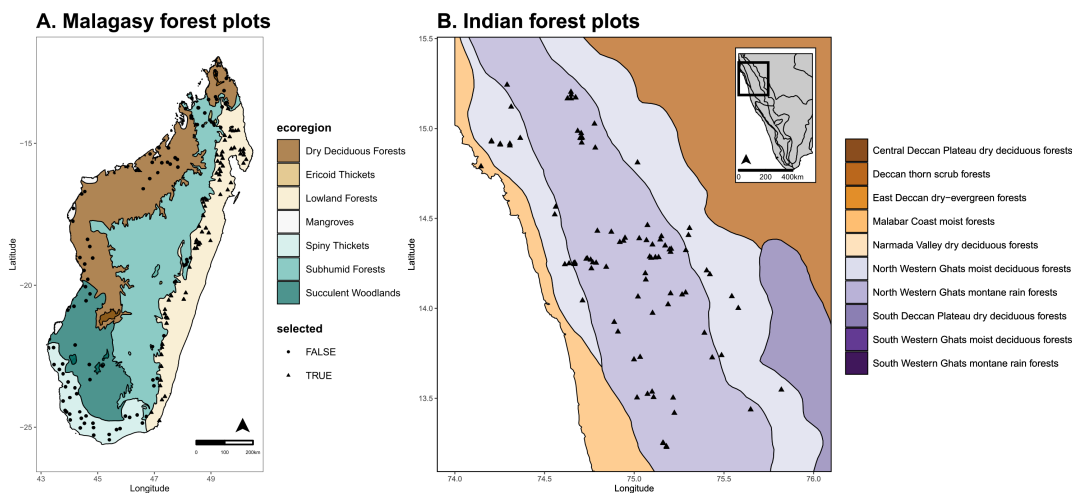 A. Malagasy forest plots
−15
−20
−25
Latitude
43
45
47
49
Longitude
0
100
200km
ecoregion
Dry Deciduous Forests
Ericoid Thickets
Lowland Forests
Mangroves
Spiny Thickets
Subhumid Forests
Succulent Woodlands
selected
FALSE
TRUE
B. Indian forest plots
15.5
15.0
14.5
14.0
13.5
Latitude
74.0
74.5
75.0
75.5
76.0
Longitude
0
200
400km
Central Deccan Plateau dry deciduous forests
Deccan thorn scrub forests
East Deccan dry−evergreen forests
Malabar Coast moist forests
Narmada Valley dry deciduous forests
North Western Ghats moist deciduous forests
North Western Ghats montane rain forests
South Deccan Plateau dry deciduous forests
South Western Ghats moist deciduous forests
South Western Ghats montane rain forests